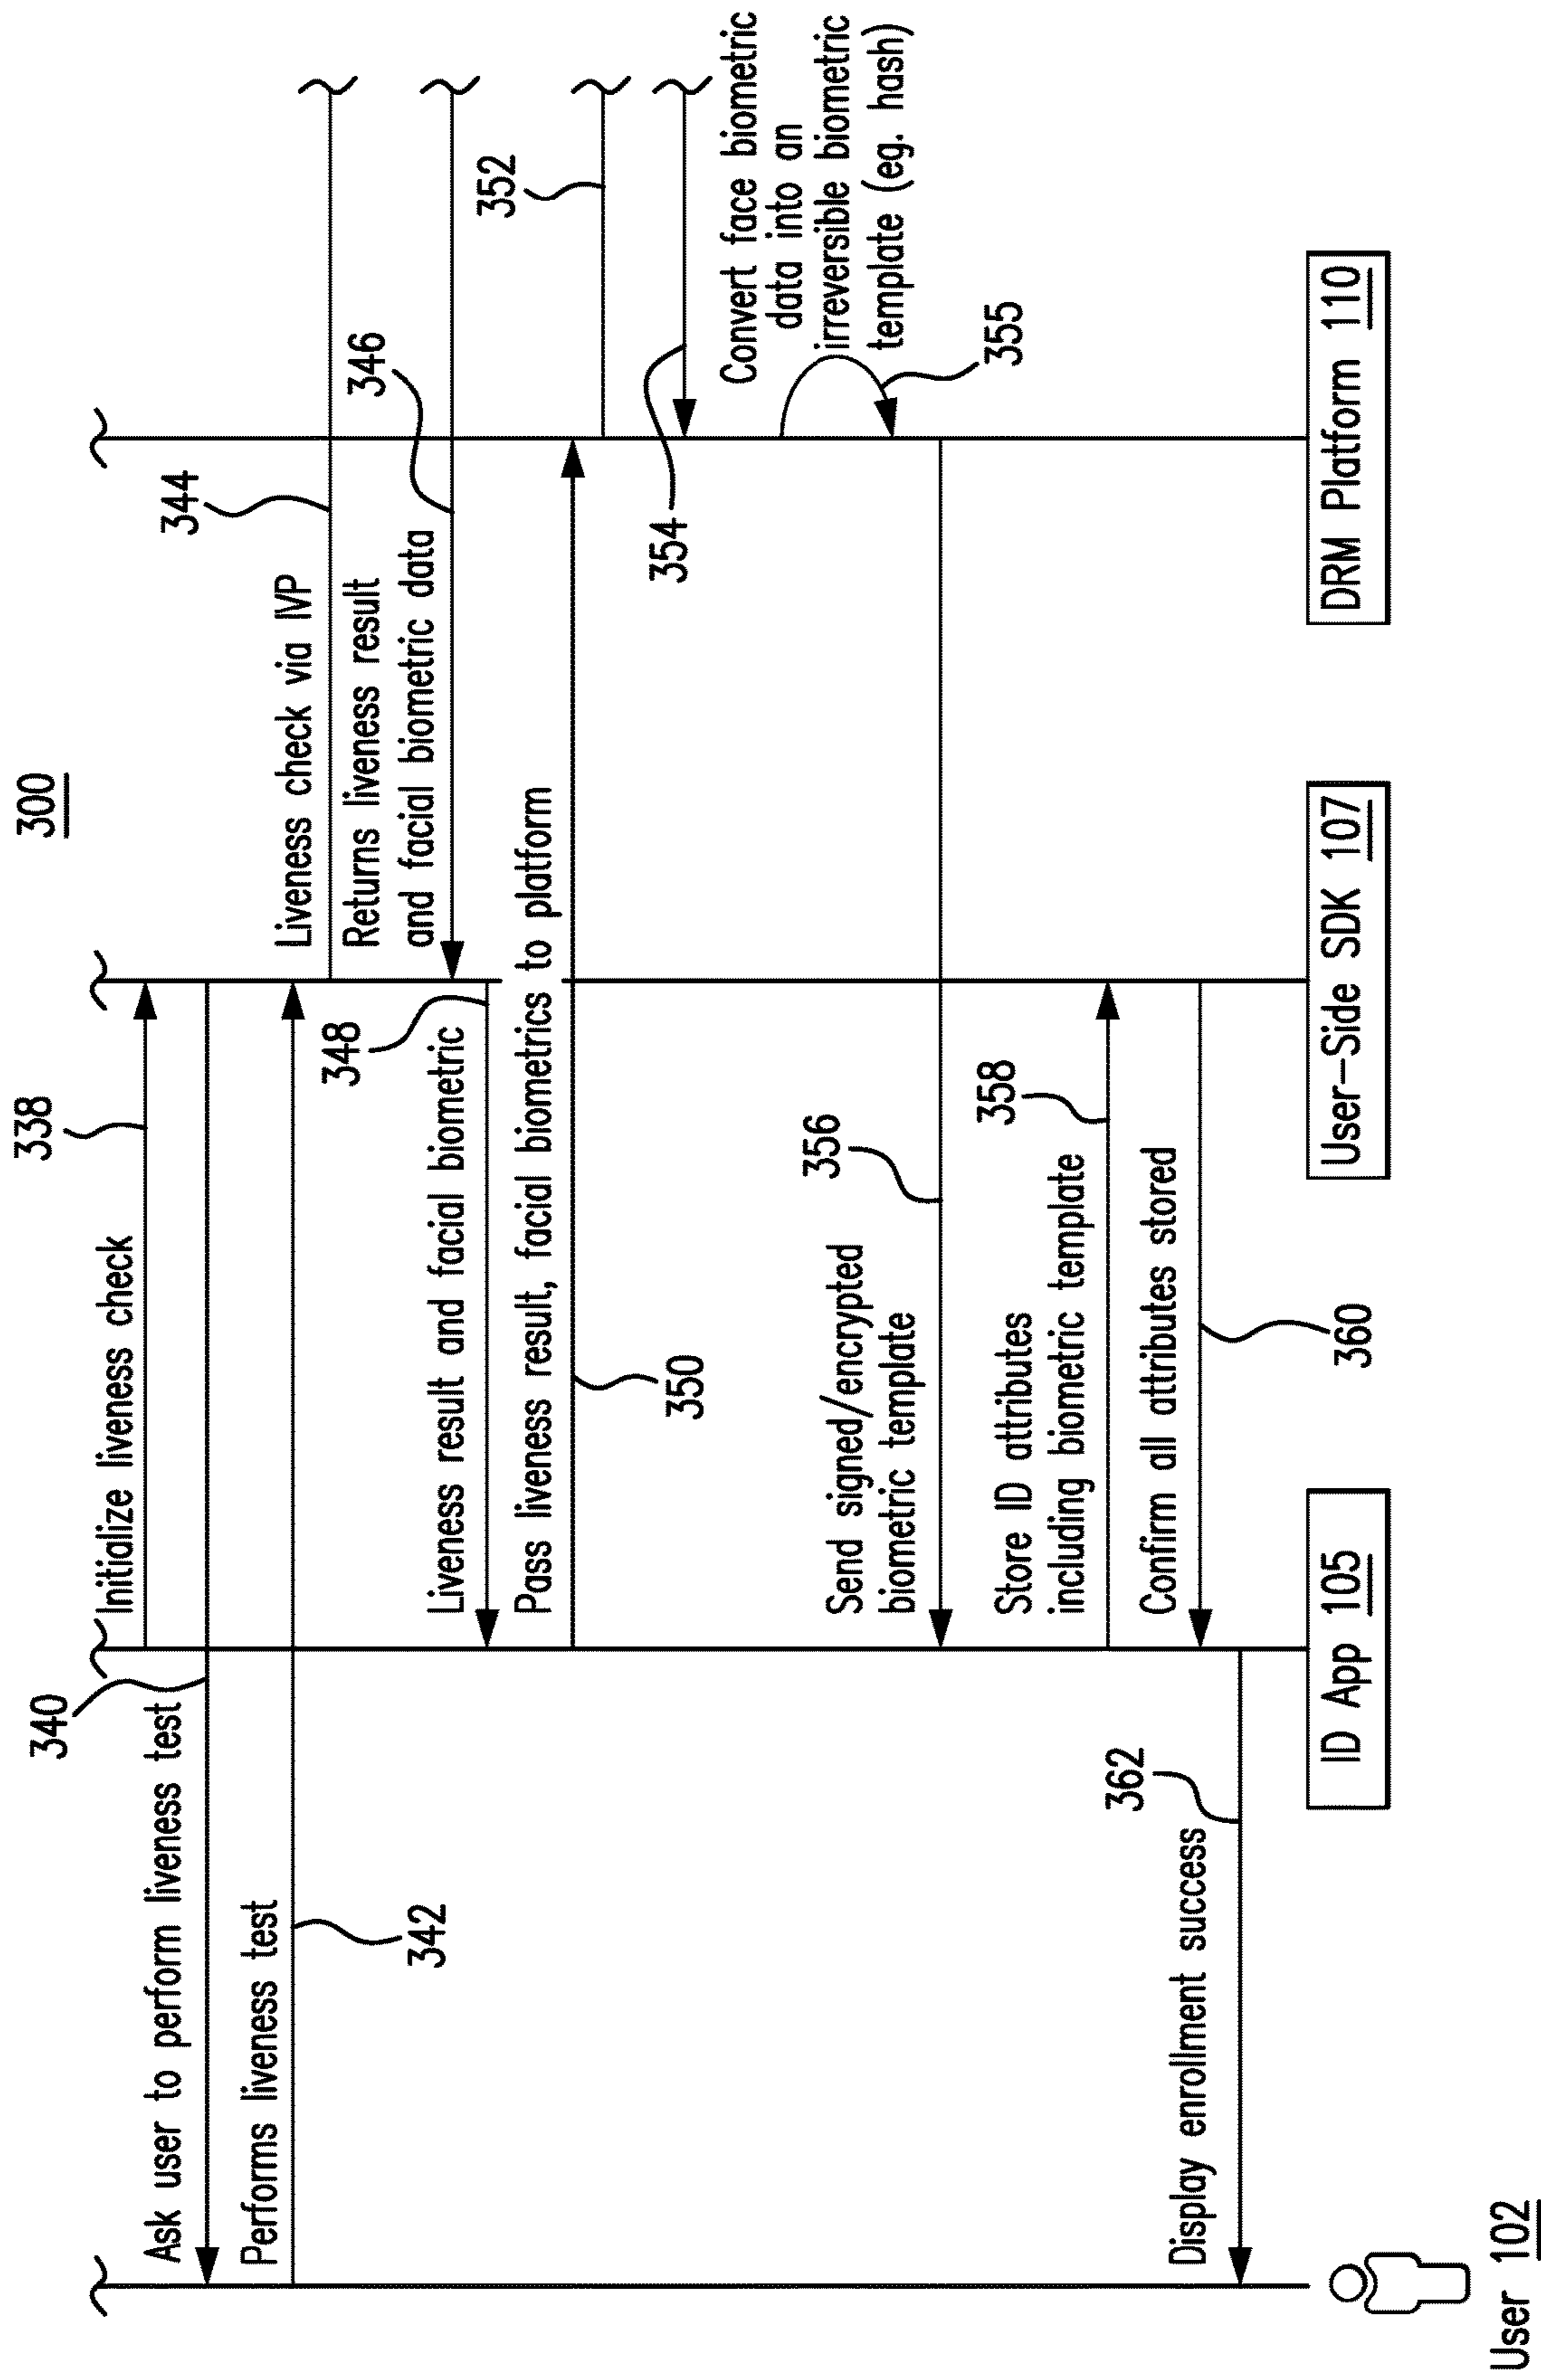 300
338
Initialize liveness check
340
Ask user to perform liveness test
Performs liveness test
342
344
Liveness check via IVP
Returns liveness result
and facial biometric data
346
348
Liveness result and facial biometric
Pass liveness result, facial biometrics to platform
350
352
354
Convert face biometric
data into an
irreversible biometric
template (eg. hash)
355
356
Send signed/encrypted
biometric template
358
Store ID attributes
including biometric template
Confirm all attributes stored
360
362
Display enrollment success
User 102
ID App 105
User-Side SDK 107
DRM Platform 110